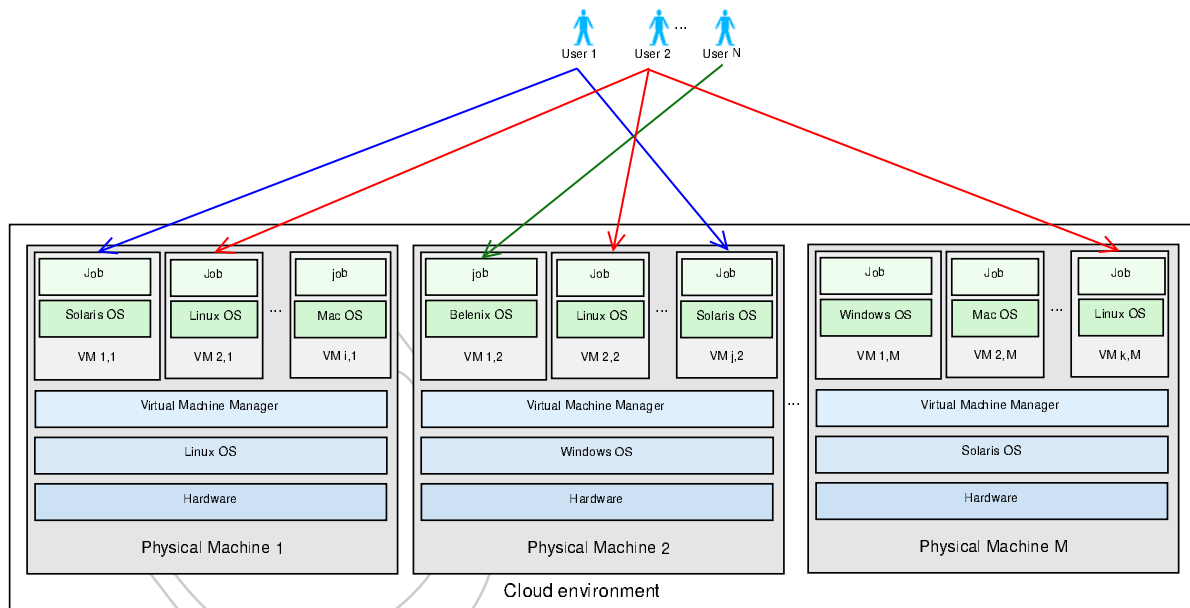 ...
User 1 User 2 User N
Job Job job job Job Job Job Job Job
Solaris OS Linux OS ... Mac OS Belenix OS Linux OS ... Solaris OS Windows OS Mac OS ... Linux OS
VM 1,1 VM 2,1 VM i,1 VM 1,2 VM 2,2 VM j,2 VM 1,M VM 2,M VM k,M
...
Virtual Machine Manager Virtual Machine Manager Virtual Machine Manager
Linux OS Windows OS Solaris OS
Hardware Hardware Hardware
Physical Machine 1 Physical Machine 2 Physical Machine M
Cloud environment